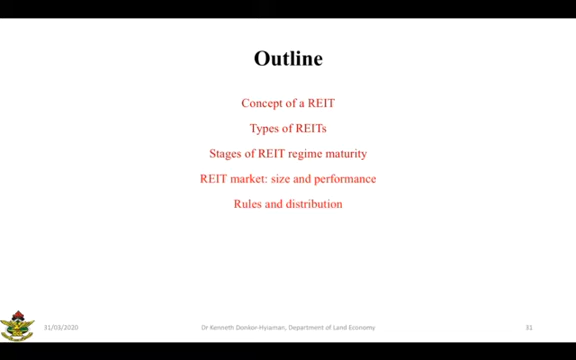 Outline
Concept of a REIT
Types of REITs
Stages of REIT regime maturity
REIT market: size and performance
Rules and distribution
31/03/2020
Dr Kenneth Donkor-Hyiaman, Department of Land Economy
31